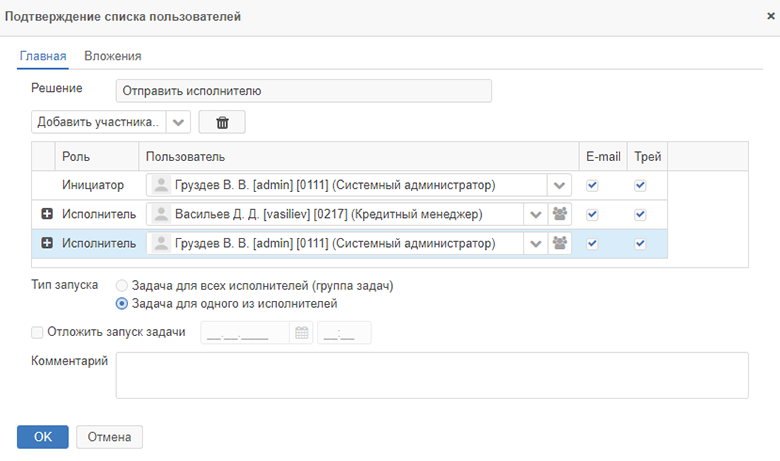 Подтверждение списка пользователей
Главная Вложения
Решение Отправить исполнителю
Добавить участника..
Роль Пользователь E-mail Трей
Инициатор Груздев В. В. [admin] [0111] (Системный администратор)
Исполнитель Васильев Д. Д. [vasiliev] [0217] (Кредитный менеджер)
Исполнитель Груздев В. В. [admin] [0111] (Системный администратор)
Тип запуска Задача для всех исполнителей (группа задач)
Задача для одного из исполнителей
Отложить запуск задачи __.__.____ __:__
Комментарий
OK Отмена